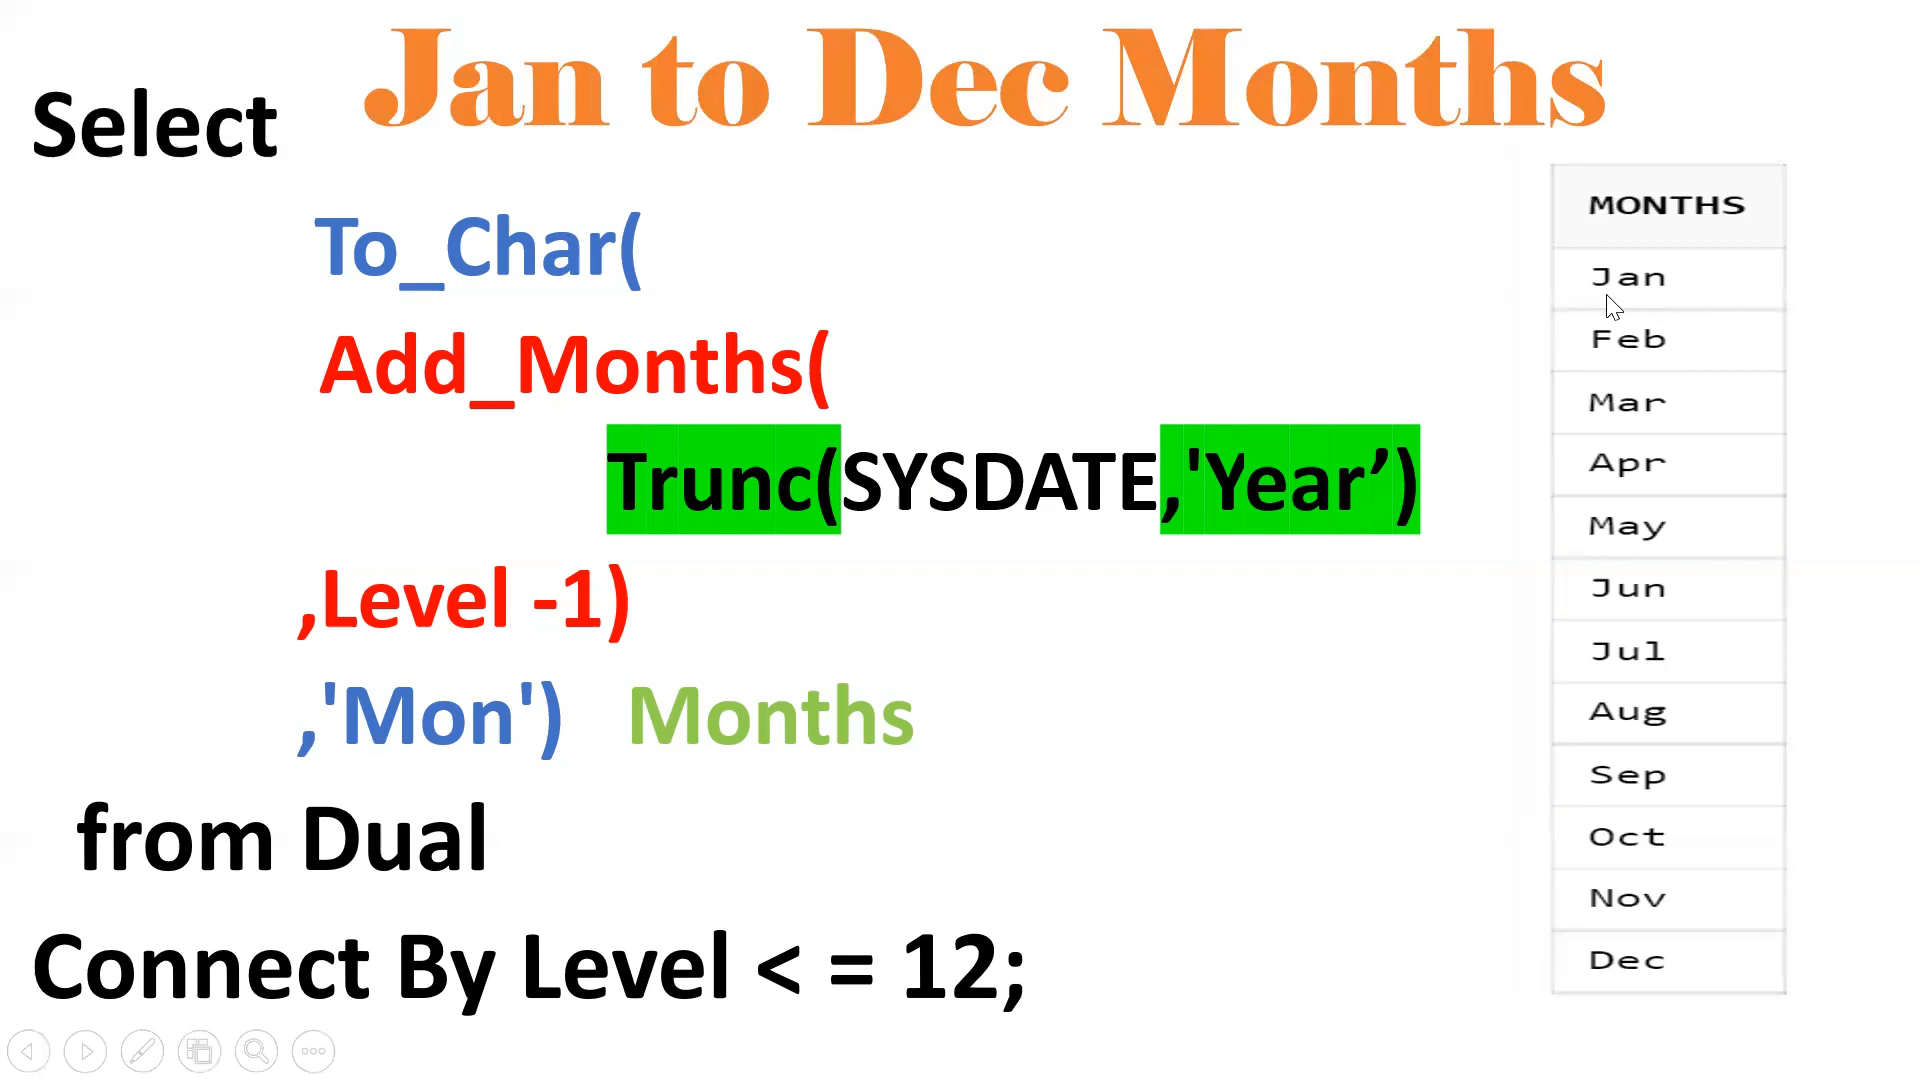 Jan to Dec Months
Select
To_Char(
Add_Months(
Trunc(SYSDATE,'Year’)
,Level -1)
,'Mon') Months
from Dual
Connect By Level < = 12;
MONTHS
Jan
Feb
Mar
Apr
May
Jun
Jul
Aug
Sep
Oct
Nov
Dec